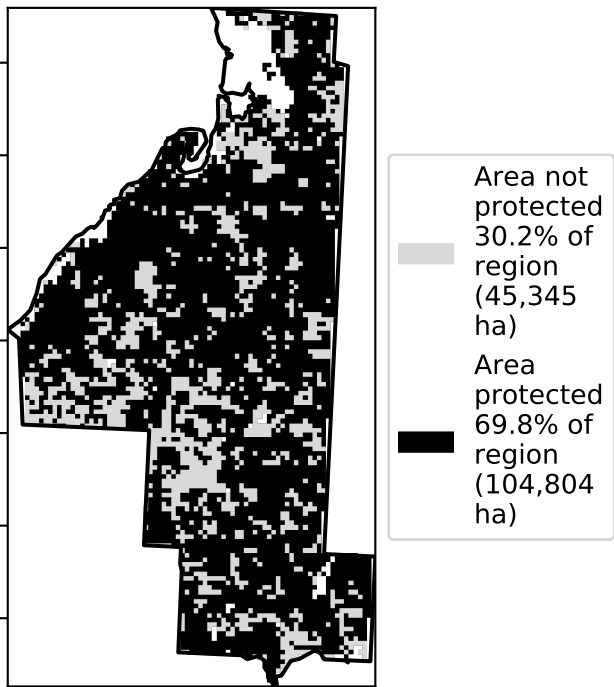 Area not
protected
30.2% of
region
(45,345
ha)
Area
protected
69.8% of
region
(104,804
ha)